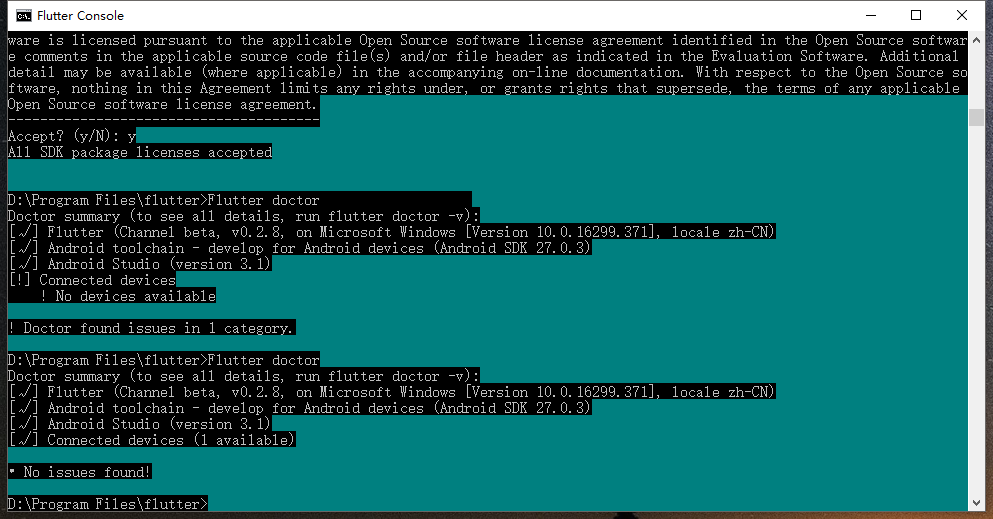 Flutter Console
ware is licensed pursuant to the applicable Open Source software license agreement identified in the Open Source softwar
e comments in the applicable source code file(s) and/or file header as indicated in the Evaluation Software. Additional
detail may be available (where applicable) in the accompanying on-line documentation. With respect to the Open Source so
ftware, nothing in this Agreement limits any rights under, or grants rights that supersede, the terms of any applicable
Open Source software license agreement.
---------------------------------------
Accept? (y/N): y
All SDK package licenses accepted
D:\Program Files\flutter>Flutter doctor
Doctor summary (to see all details, run flutter doctor -v):
[√] Flutter (Channel beta, v0.2.8, on Microsoft Windows [Version 10.0.16299.371], locale zh-CN)
[√] Android toolchain - develop for Android devices (Android SDK 27.0.3)
[√] Android Studio (version 3.1)
[!] Connected devices
! No devices available
! Doctor found issues in 1 category.
D:\Program Files\flutter>Flutter doctor
Doctor summary (to see all details, run flutter doctor -v):
[√] Flutter (Channel beta, v0.2.8, on Microsoft Windows [Version 10.0.16299.371], locale zh-CN)
[√] Android toolchain - develop for Android devices (Android SDK 27.0.3)
[√] Android Studio (version 3.1)
[√] Connected devices (1 available)
• No issues found!
D:\Program Files\flutter>